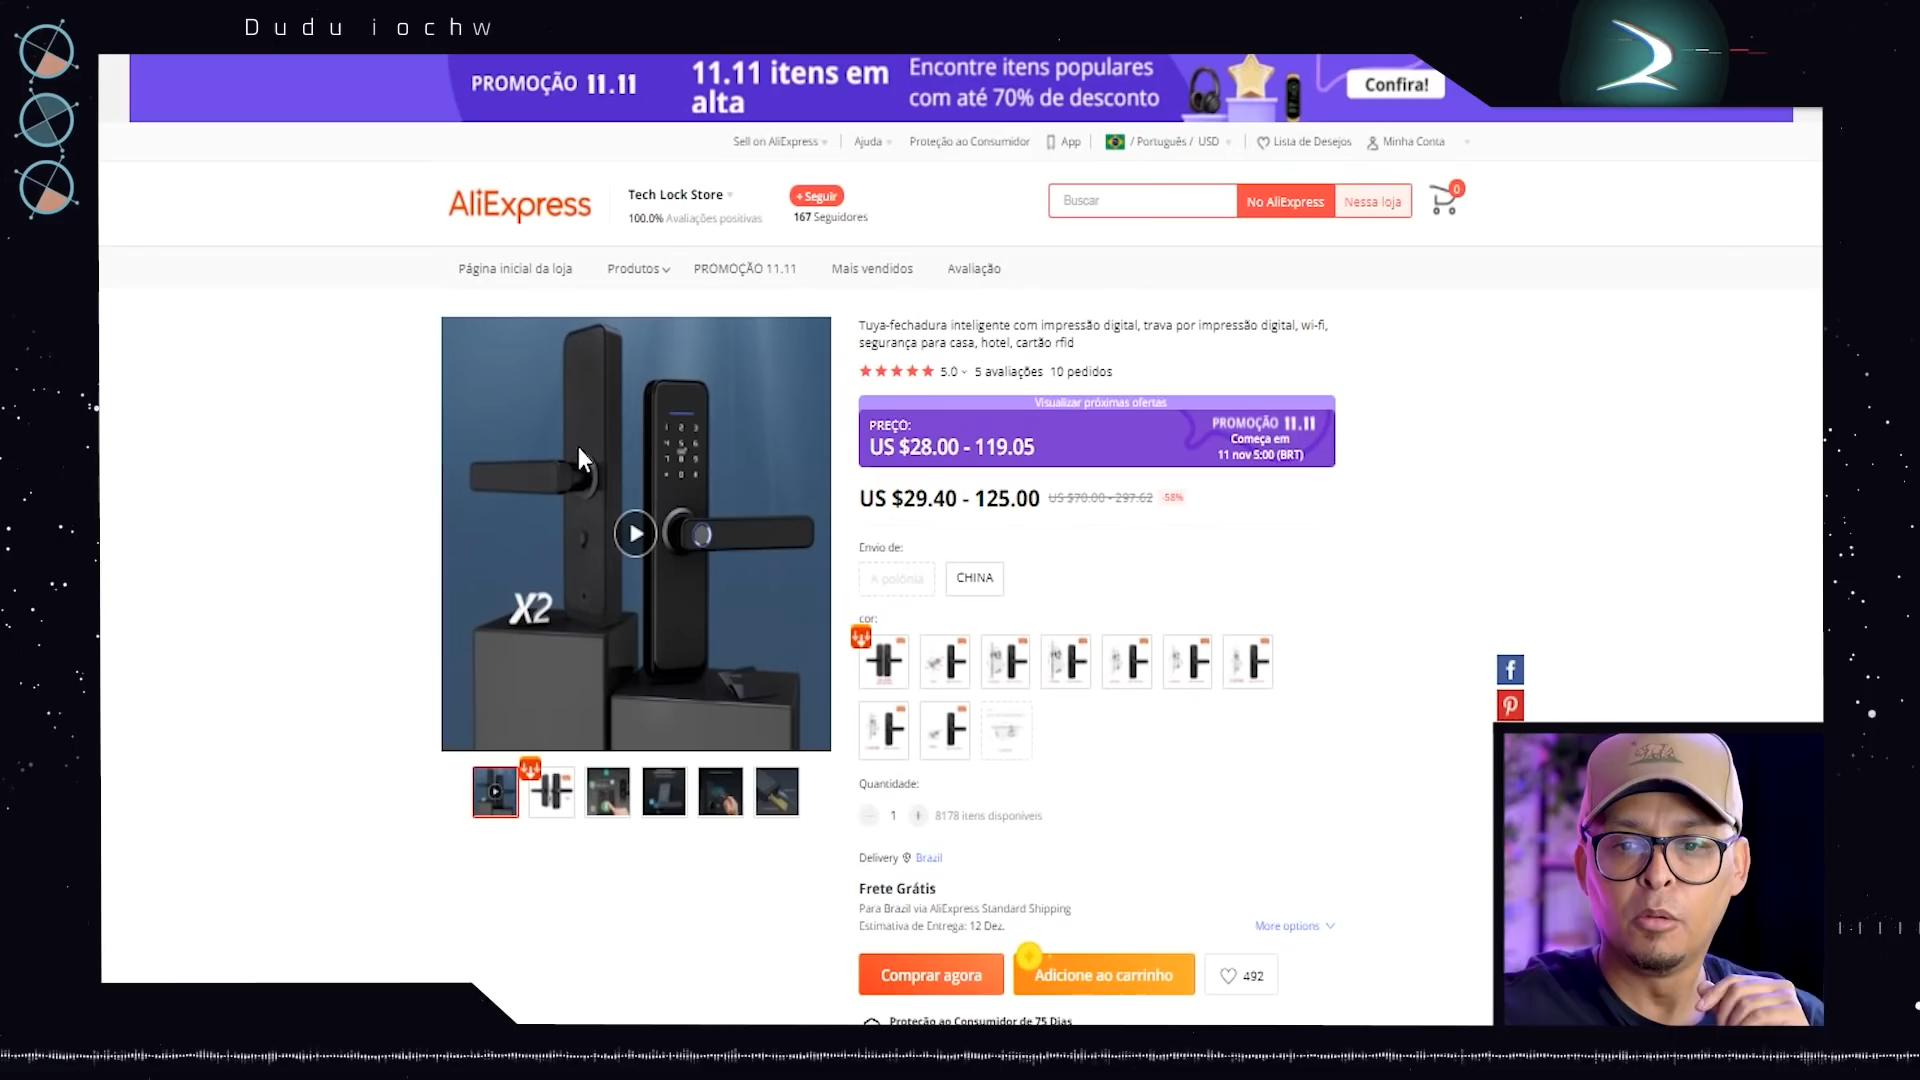 Dudu iochw
PROMOÇÃO 11.11
11.11 itens em
alta
Encontre itens populares
com até 70% de desconto
Confira!
Sell on AliExpress
Ajuda
Proteção ao Consumidor
App
/ Português / USD
Lista de Desejos
Minha Conta
AliExpress
Tech Lock Store
100.0% Avaliações positivas
+ Seguir
167 Seguidores
Buscar
No AliExpress
Nessa loja
0
Página inicial da loja
Produtos
PROMOÇÃO 11.11
Mais vendidos
Avaliação
X2
Tuya-fechadura inteligente com impressão digital, trava por impressão digital, wi-fi,
segurança para casa, hotel, cartão rfid
5.0 5 avaliações 10 pedidos
Visualizar próximas ofertas
PREÇO:
US $28.00 - 119.05
PROMOÇÃO 11.11
Começa em
11 nov 5:00 (BRT)
US $29.40 - 125.00 US $70.00 - 297.62 -58%
Envio de:
A polônia
CHINA
cor:
Quantidade:
1
8178 itens disponíveis
Delivery Brazil
Frete Grátis
Para Brazil via AliExpress Standard Shipping
Estimativa de Entrega: 12 Dez.
More options
Comprar agora
Adicione ao carrinho
492
Proteção ao Consumidor de 75 Dias